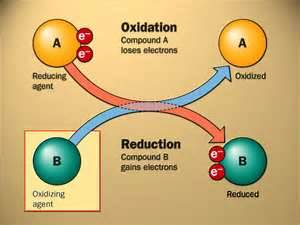 Oxidation
Compound A
loses electrons
A
e⁻
e⁻
A
Reducing
agent
Oxidized
Reduction
Compound B
gains electrons
B
e⁻
e⁻
B
Oxidizing
agent
Reduced